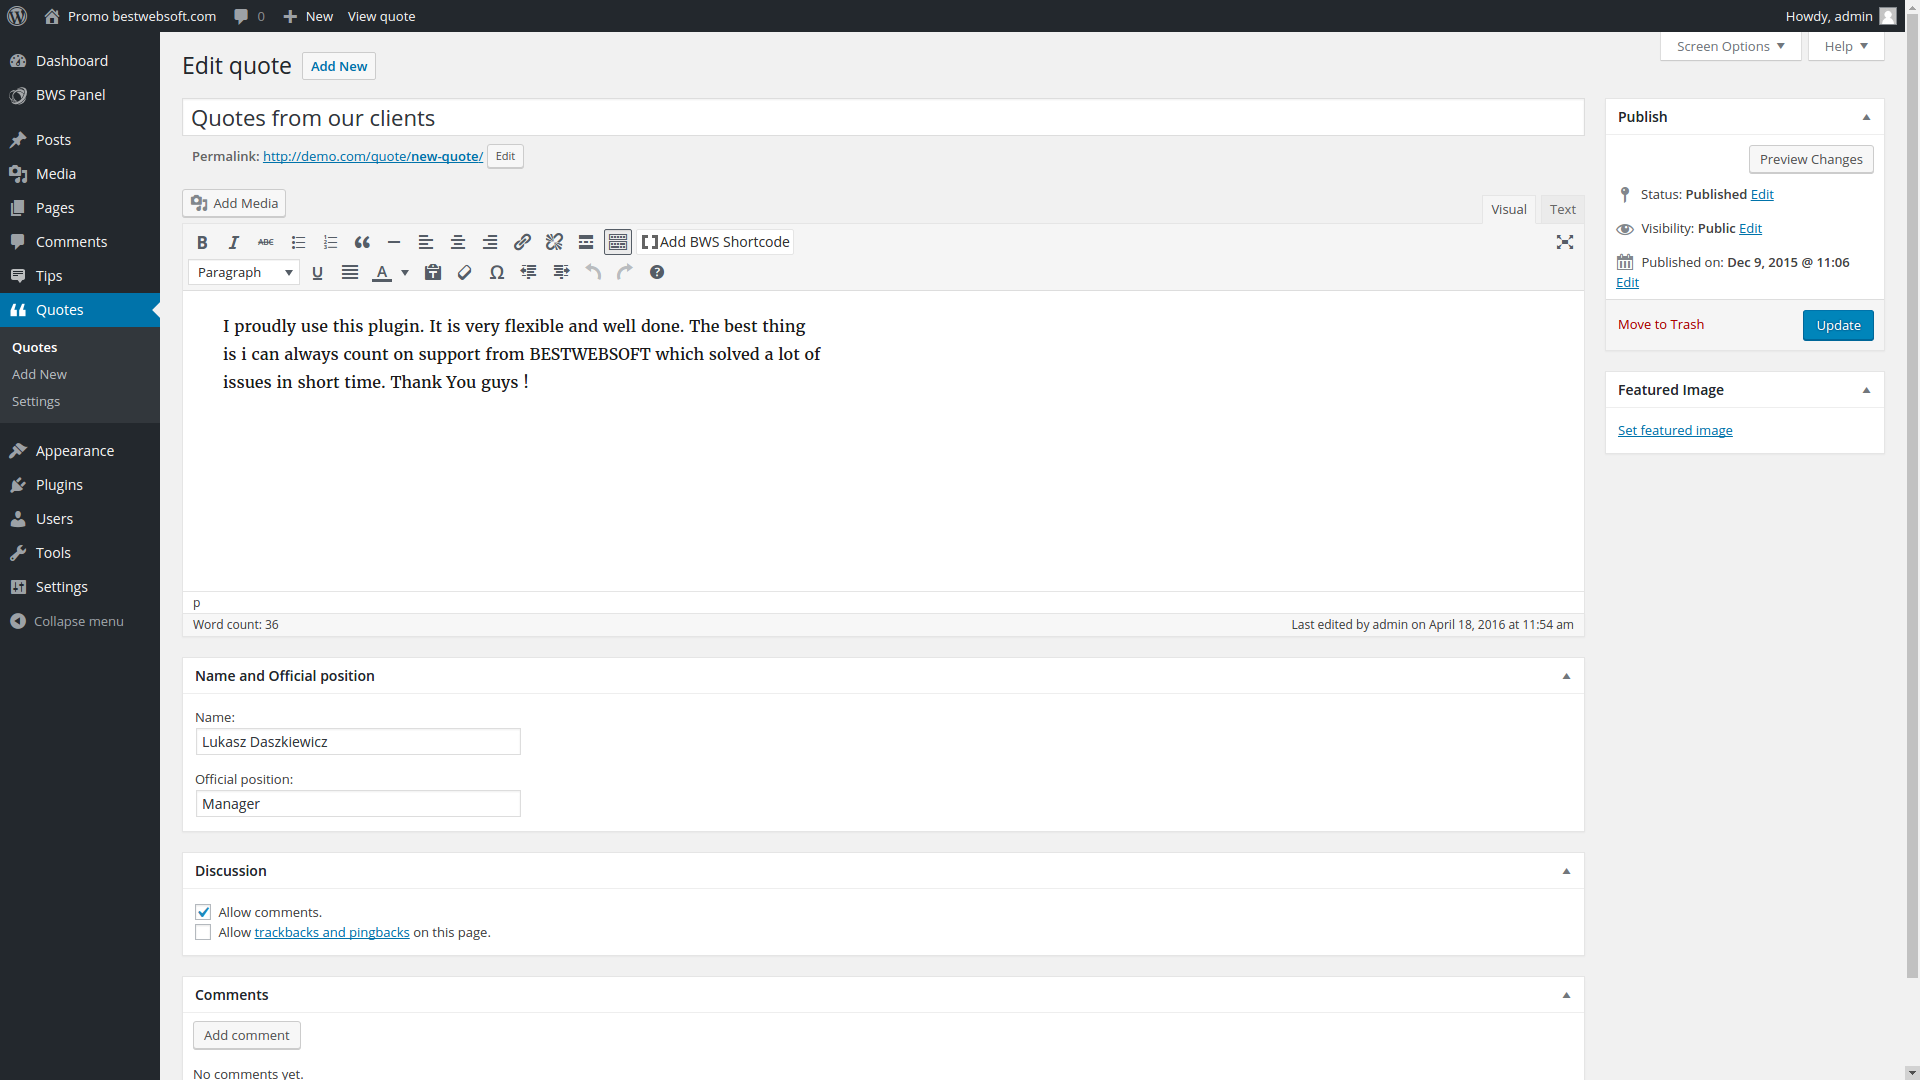 Promo bestwebsoft.com
0
New
View quote
Howdy, admin
Dashboard
BWS Panel
Posts
Media
Pages
Comments
Tips
Quotes
Quotes
Add New
Settings
Appearance
Plugins
Users
Tools
Settings
Collapse menu
Screen Options
Help
Edit quote
Add New
Quotes from our clients
Permalink: http://demo.com/quote/new-quote/ Edit
Add Media
Visual
Text
B I ABC
Add BWS Shortcode
Paragraph
U
A
Ω
?
I proudly use this plugin. It is very flexible and well done. The best thing
is i can always count on support from BESTWEBSOFT which solved a lot of
issues in short time. Thank You guys !
p
Word count: 36
Last edited by admin on April 18, 2016 at 11:54 am
Name and Official position
Name:
Lukasz Daszkiewicz
Official position:
Manager
Discussion
Allow comments.
Allow trackbacks and pingbacks on this page.
Comments
Add comment
No comments yet.
Publish
Preview Changes
Status: Published Edit
Visibility: Public Edit
Published on: Dec 9, 2015 @ 11:06
Edit
Move to Trash
Update
Featured Image
Set featured image